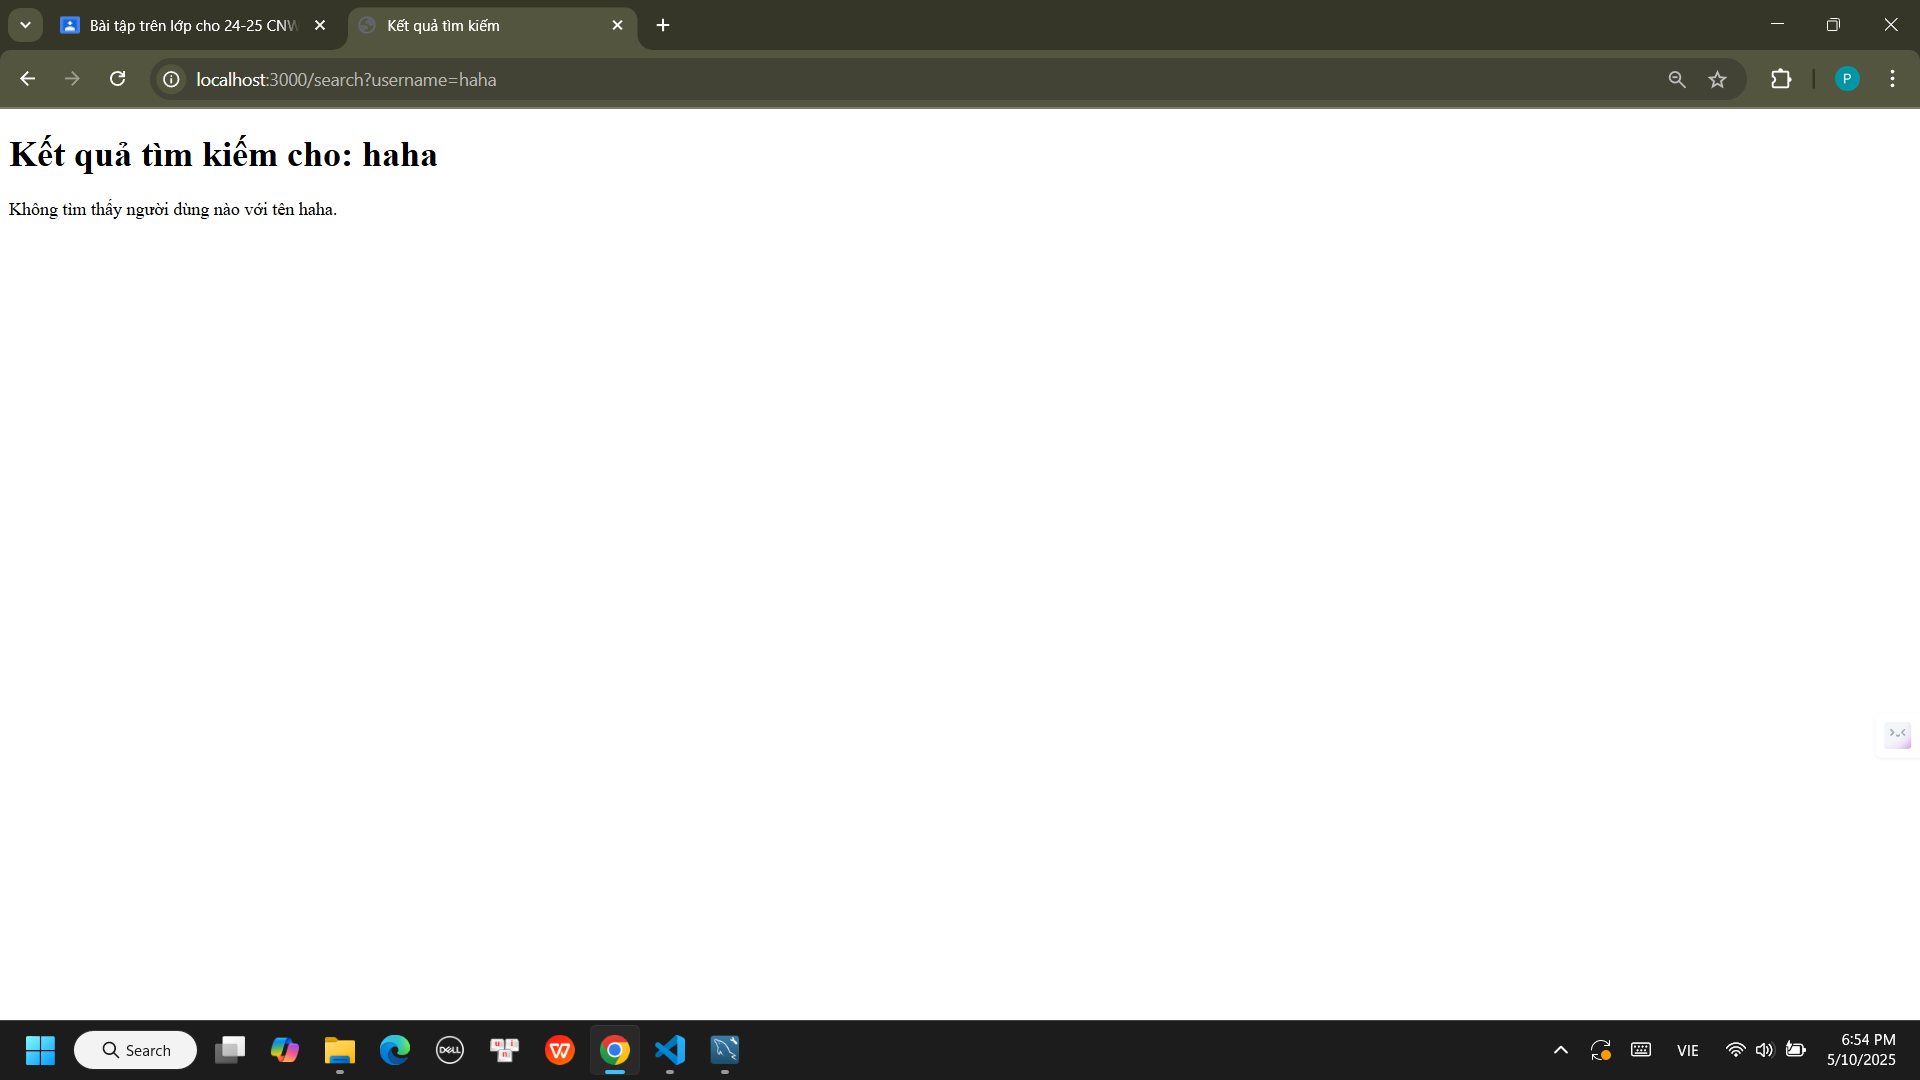 Bài tập trên lớp cho 24-25 CNW
Kết quả tìm kiếm
localhost:3000/search?username=haha
P
Kết quả tìm kiếm cho: haha
Không tìm thấy người dùng nào với tên haha.
Search
DELL
W
VIE
6:54 PM
5/10/2025